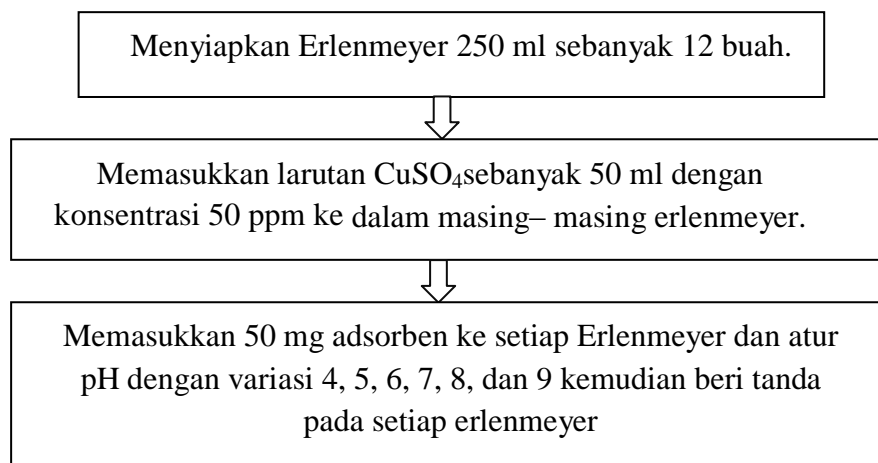 Menyiapkan Erlenmeyer 250 ml sebanyak 12 buah.
Memasukkan larutan CuSO₄sebanyak 50 ml dengan
konsentrasi 50 ppm ke dalam masing– masing erlenmeyer.
Memasukkan 50 mg adsorben ke setiap Erlenmeyer dan atur
pH dengan variasi 4, 5, 6, 7, 8, dan 9 kemudian beri tanda
pada setiap erlenmeyer